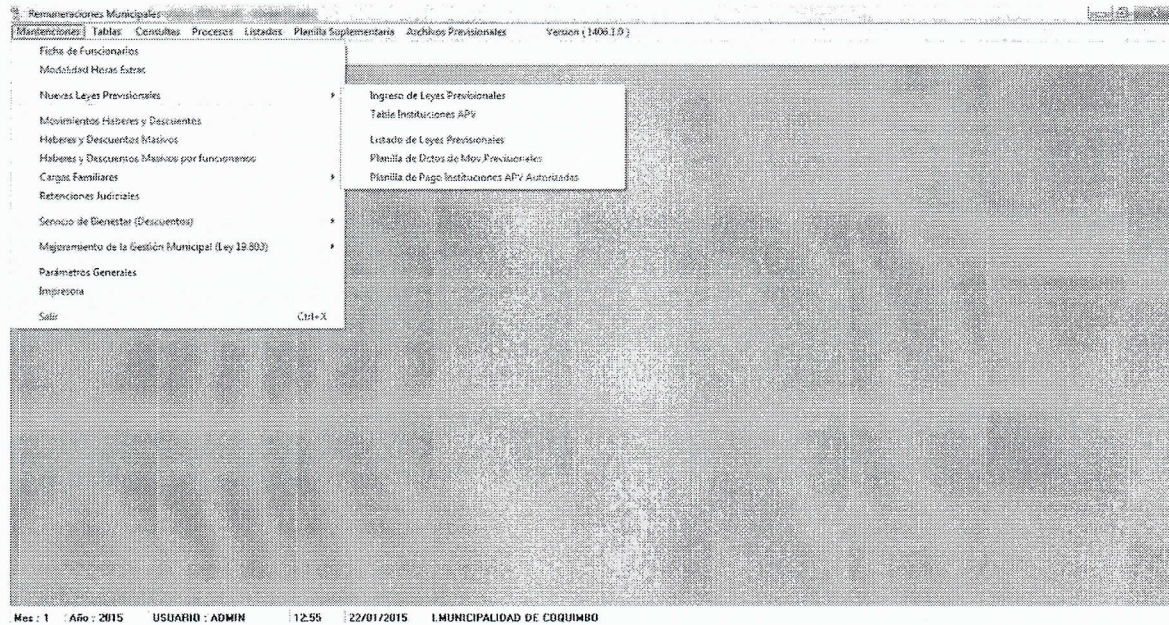 Remuneraciones Municipales
Mantenciones Tablas Consultas Procesos Listados Planilla Suplementaria Archivos Previsionales Version ( 1406.1.0 )
Ficha de Funcionarios
Modalidad Horas Extras
Nuevas Leyes Previsionales
Movimientos Haberes y Descuentos
Haberes y Descuentos Masivos
Haberes y Descuentos Masivos por funcionarios
Cargas Familiares
Retenciones Judiciales
Servicio de Bienestar (Descuentos)
Mejoramiento de la Gestión Municipal (Ley 19.803)
Parámetros Generales
Impresora
Salir Ctrl+X
Ingreso de Leyes Previsionales
Tabla Instituciones APV
Listado de Leyes Previsionales
Planilla de Datos de Mov.Previsionales
Planilla de Pago Instituciones APV Autorizadas
Mes : 1 Año : 2015 USUARIO : ADMIN 12:55 22/01/2015 I.MUNICIPALIDAD DE COQUIMBO